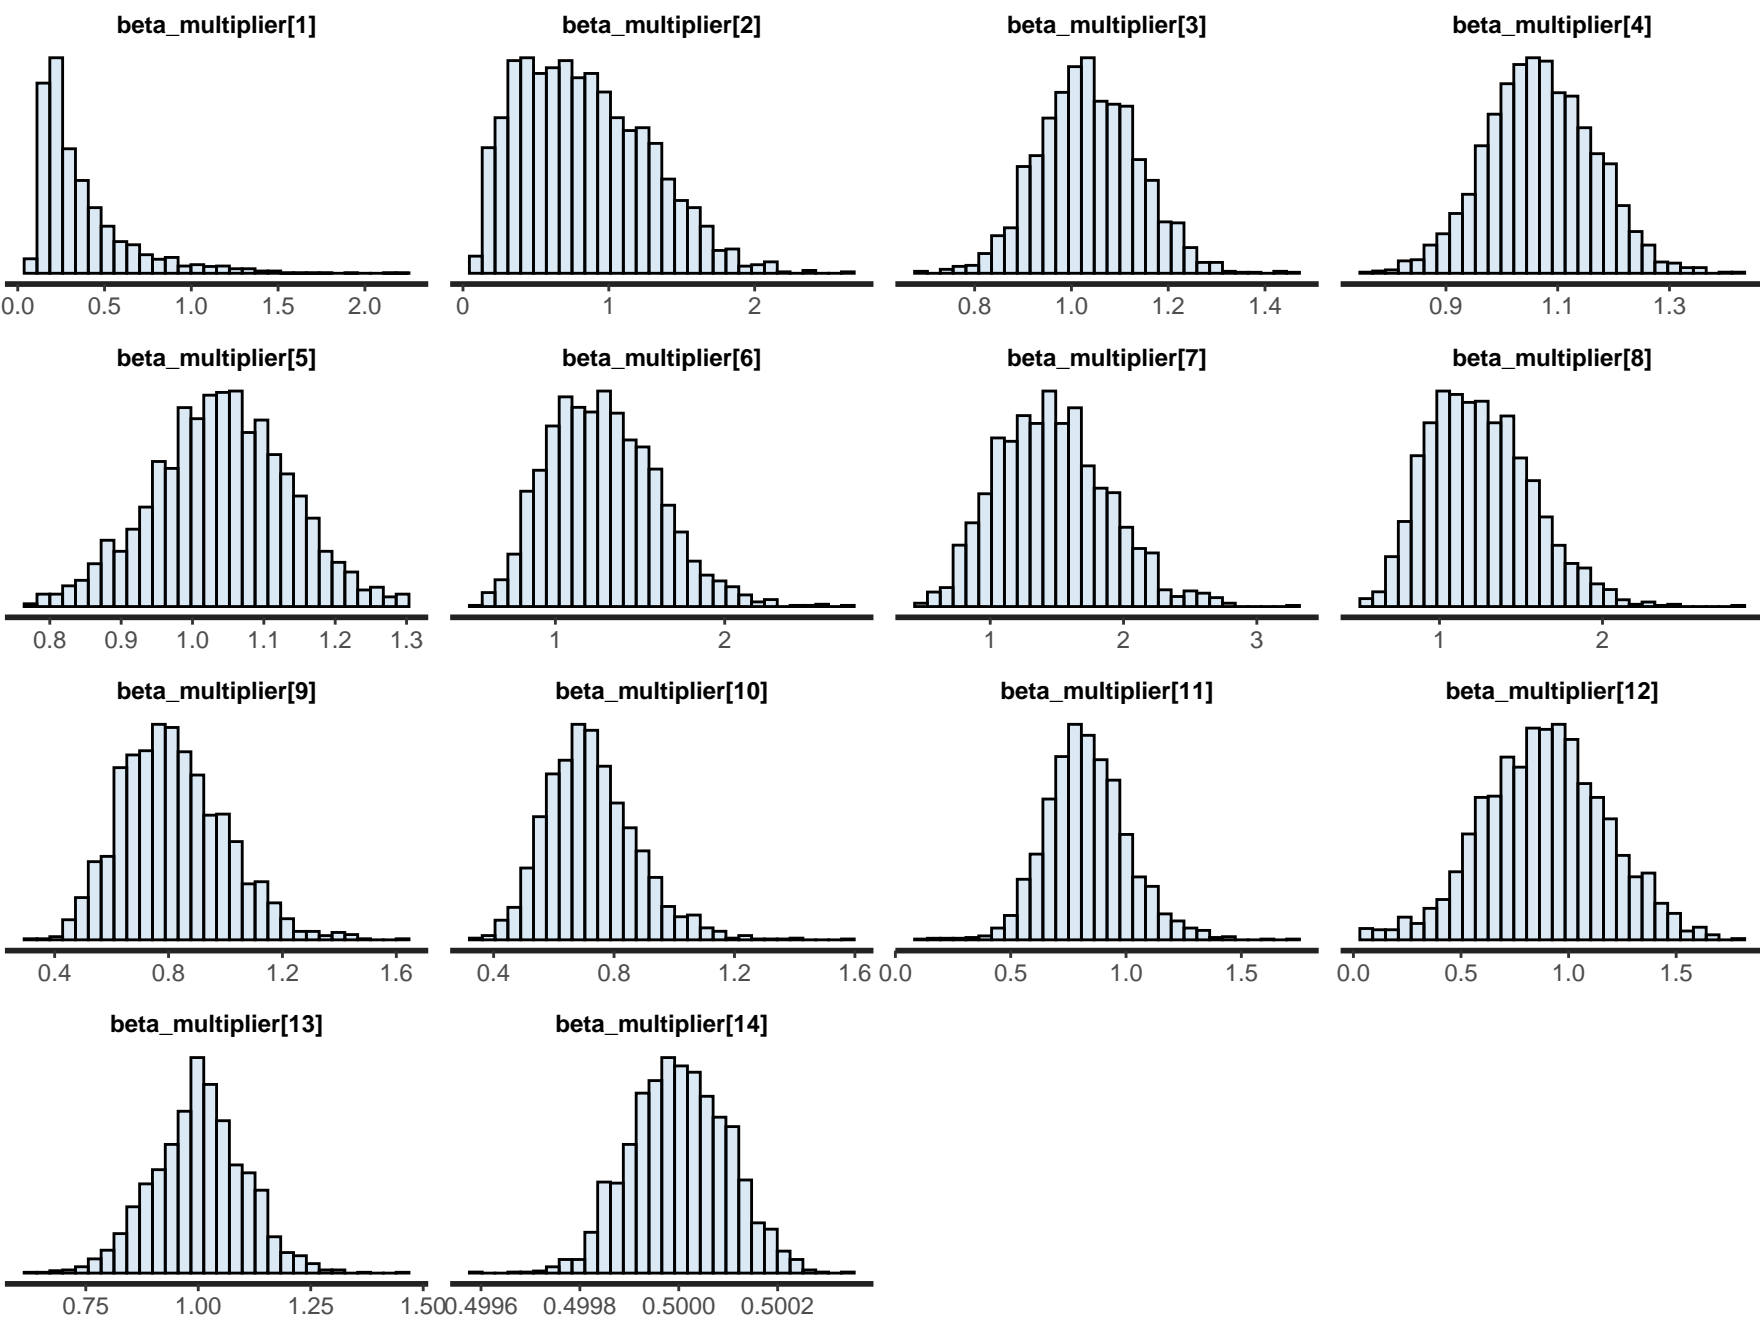 beta_multiplier[1] beta_multiplier[2] beta_multiplier[3] beta_multiplier[4]
0.0 0.5 1.0 1.5 2.0 0 1 2 0.8 1.0 1.2 1.4 0.9 1.1 1.3
beta_multiplier[5] beta_multiplier[6] beta_multiplier[7] beta_multiplier[8]
0.8 0.9 1.0 1.1 1.2 1.3 1 2 1 2 3 1 2
beta_multiplier[9] beta_multiplier[10] beta_multiplier[11] beta_multiplier[12]
0.4 0.8 1.2 1.6 0.4 0.8 1.2 1.6 0.0 0.5 1.0 1.5 0.0 0.5 1.0 1.5
beta_multiplier[13] beta_multiplier[14]
0.75 1.00 1.25 1.50 0.4996 0.4998 0.5000 0.5002